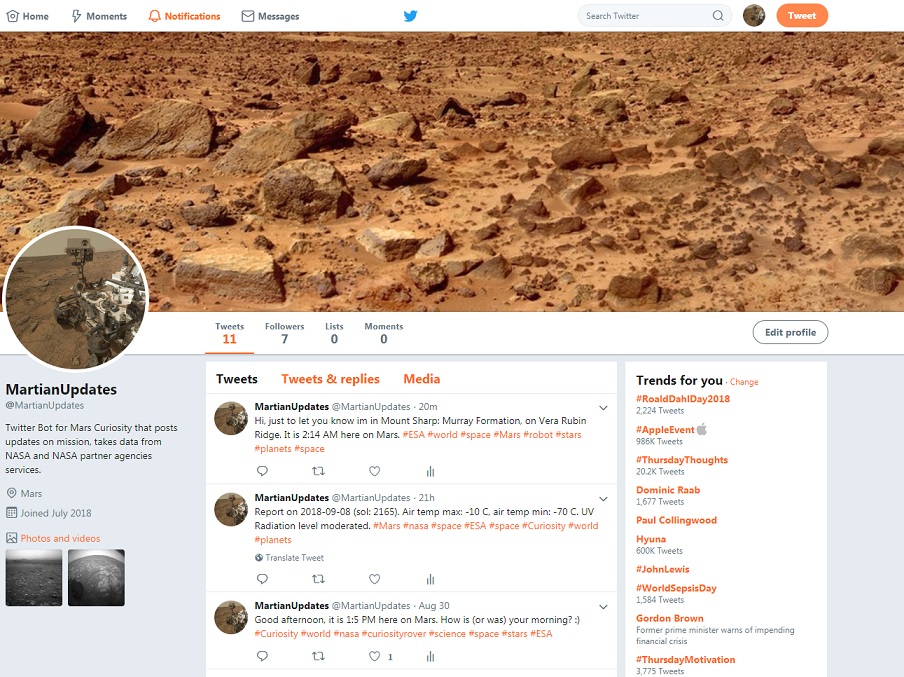 Home
Moments
Notifications
Messages
Search Twitter
Tweet
Tweets
11
Followers
7
Lists
0
Moments
0
Edit profile
MartianUpdates
@MartianUpdates
Twitter Bot for Mars Curiosity that posts
updates on mission, takes data from
NASA and NASA partner agencies
services.
Mars
Joined July 2018
Photos and videos
Tweets
Tweets & replies
Media
MartianUpdates @MartianUpdates · 20m
Hi, just to let you know im in Mount Sharp: Murray Formation, on Vera Rubin
Ridge. It is 2:14 AM here on Mars. #ESA #world #space #Mars #robot #stars
#planets #space
MartianUpdates @MartianUpdates · 21h
Report on 2018-09-08 (sol: 2165). Air temp max: -10 C, air temp min: -70 C. UV
Radiation level moderated. #Mars #nasa #space #ESA #space #Curiosity #world
#planets
Translate Tweet
MartianUpdates @MartianUpdates · Aug 30
Good afternoon, it is 1:5 PM here on Mars. How is (or was) your morning? :)
#Curiosity #world #nasa #curiosityrover #science #space #stars #ESA
1
Trends for you · Change
#RoaldDahlDay2018
2,224 Tweets
#AppleEvent
986K Tweets
#ThursdayThoughts
20.2K Tweets
Dominic Raab
1,677 Tweets
Paul Collingwood
Hyuna
600K Tweets
#JohnLewis
#WorldSepsisDay
1,584 Tweets
Gordon Brown
Former prime minister warns of impending
financial crisis
#ThursdayMotivation
3,775 Tweets